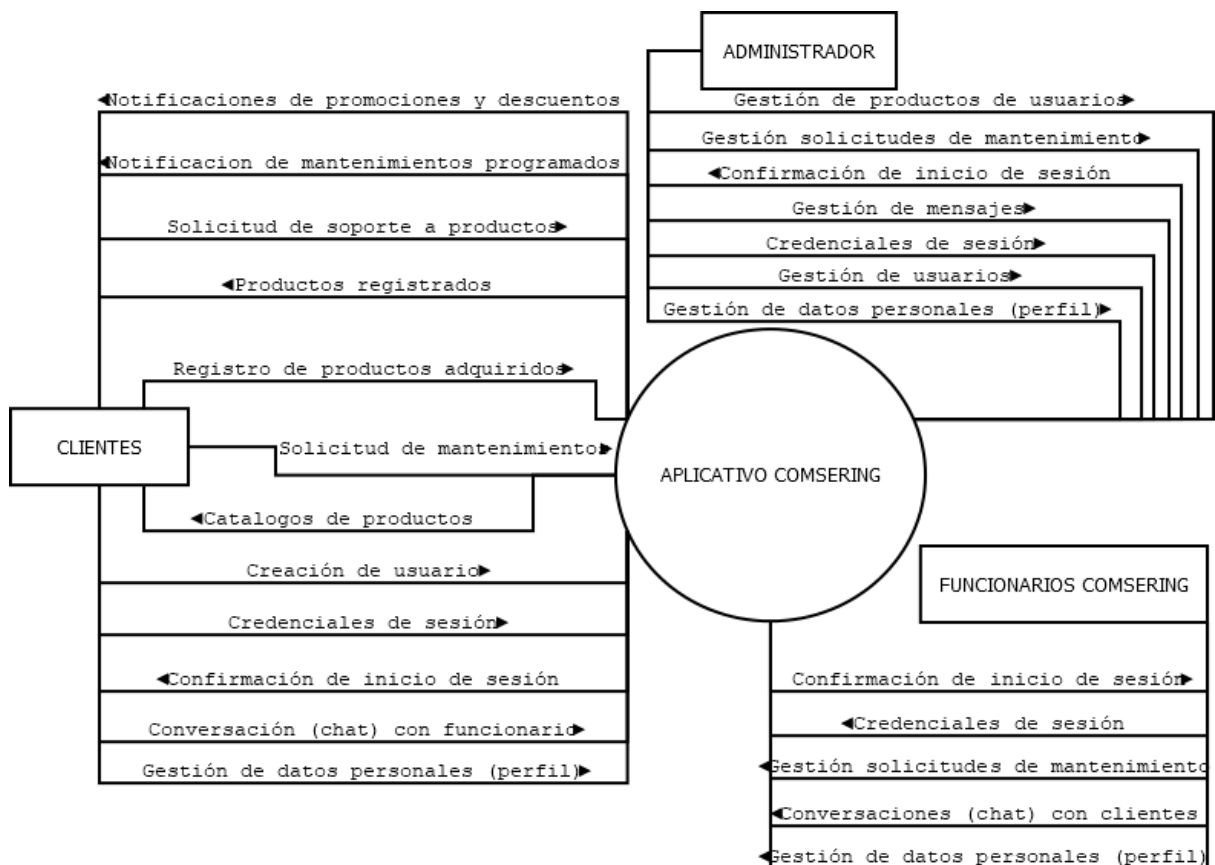 ADMINISTRADOR
Gestión de productos de usuarios
Gestión solicitudes de mantenimiento
Confirmación de inicio de sesión
Gestión de mensajes
Credenciales de sesión
Gestión de usuarios
Gestión de datos personales (perfil)
Notificaciones de promociones y descuentos
Notificacion de mantenimientos programados
Solicitud de soporte a productos
Productos registrados
Registro de productos adquiridos
CLIENTES
Solicitud de mantenimientos
APLICATIVO COMSERING
Catalogos de productos
Creación de usuario
Credenciales de sesión
Confirmación de inicio de sesión
Conversación (chat) con funcionario
Gestión de datos personales (perfil)
FUNCIONARIOS COMSERING
Confirmación de inicio de sesión
Credenciales de sesión
Gestión solicitudes de mantenimiento
Conversaciones (chat) con clientes
Gestión de datos personales (perfil)